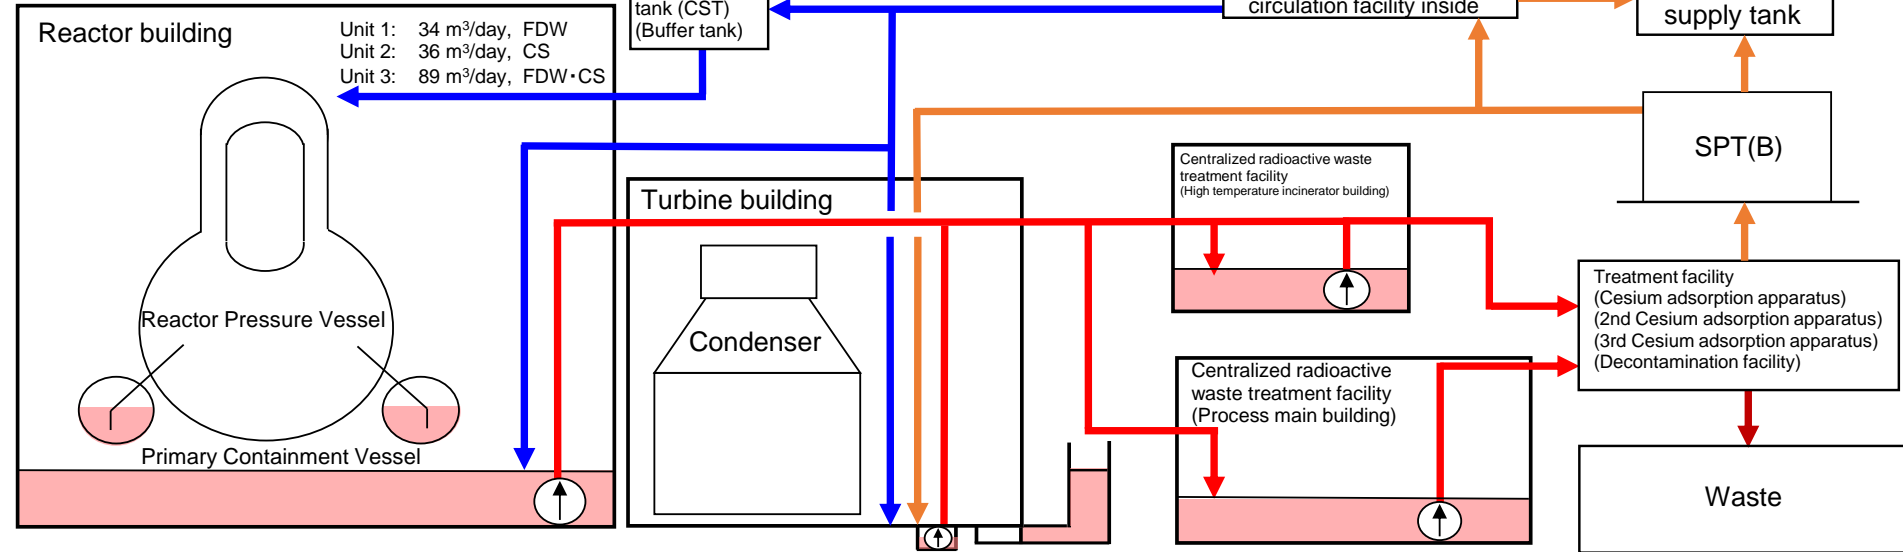 tank (CST)
(Buffer tank)
circulation facility inside
supply tank
Reactor building
Unit 1: 34 m³/day, FDW
Unit 2: 36 m³/day, CS
Unit 3: 89 m³/day, FDW・CS
SPT(B)
Centralized radioactive waste
treatment facility
(High temperature incinerator building)
Turbine building
Treatment facility
(Cesium adsorption apparatus)
(2nd Cesium adsorption apparatus)
(3rd Cesium adsorption apparatus)
(Decontamination facility)
Reactor Pressure Vessel
Condenser
Centralized radioactive
waste treatment facility
(Process main building)
Primary Containment Vessel
Waste